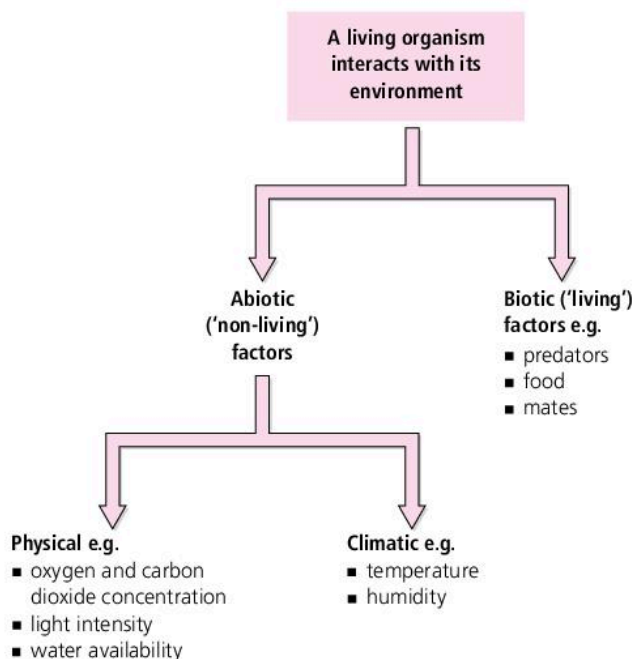 A living organism
interacts with its
environment
Abiotic
('non-living')
factors
Biotic ('living')
factors e.g.
■ predators
■ food
■ mates
Physical e.g.
■ oxygen and carbon
dioxide concentration
■ light intensity
■ water availability
Climatic e.g.
■ temperature
■ humidity